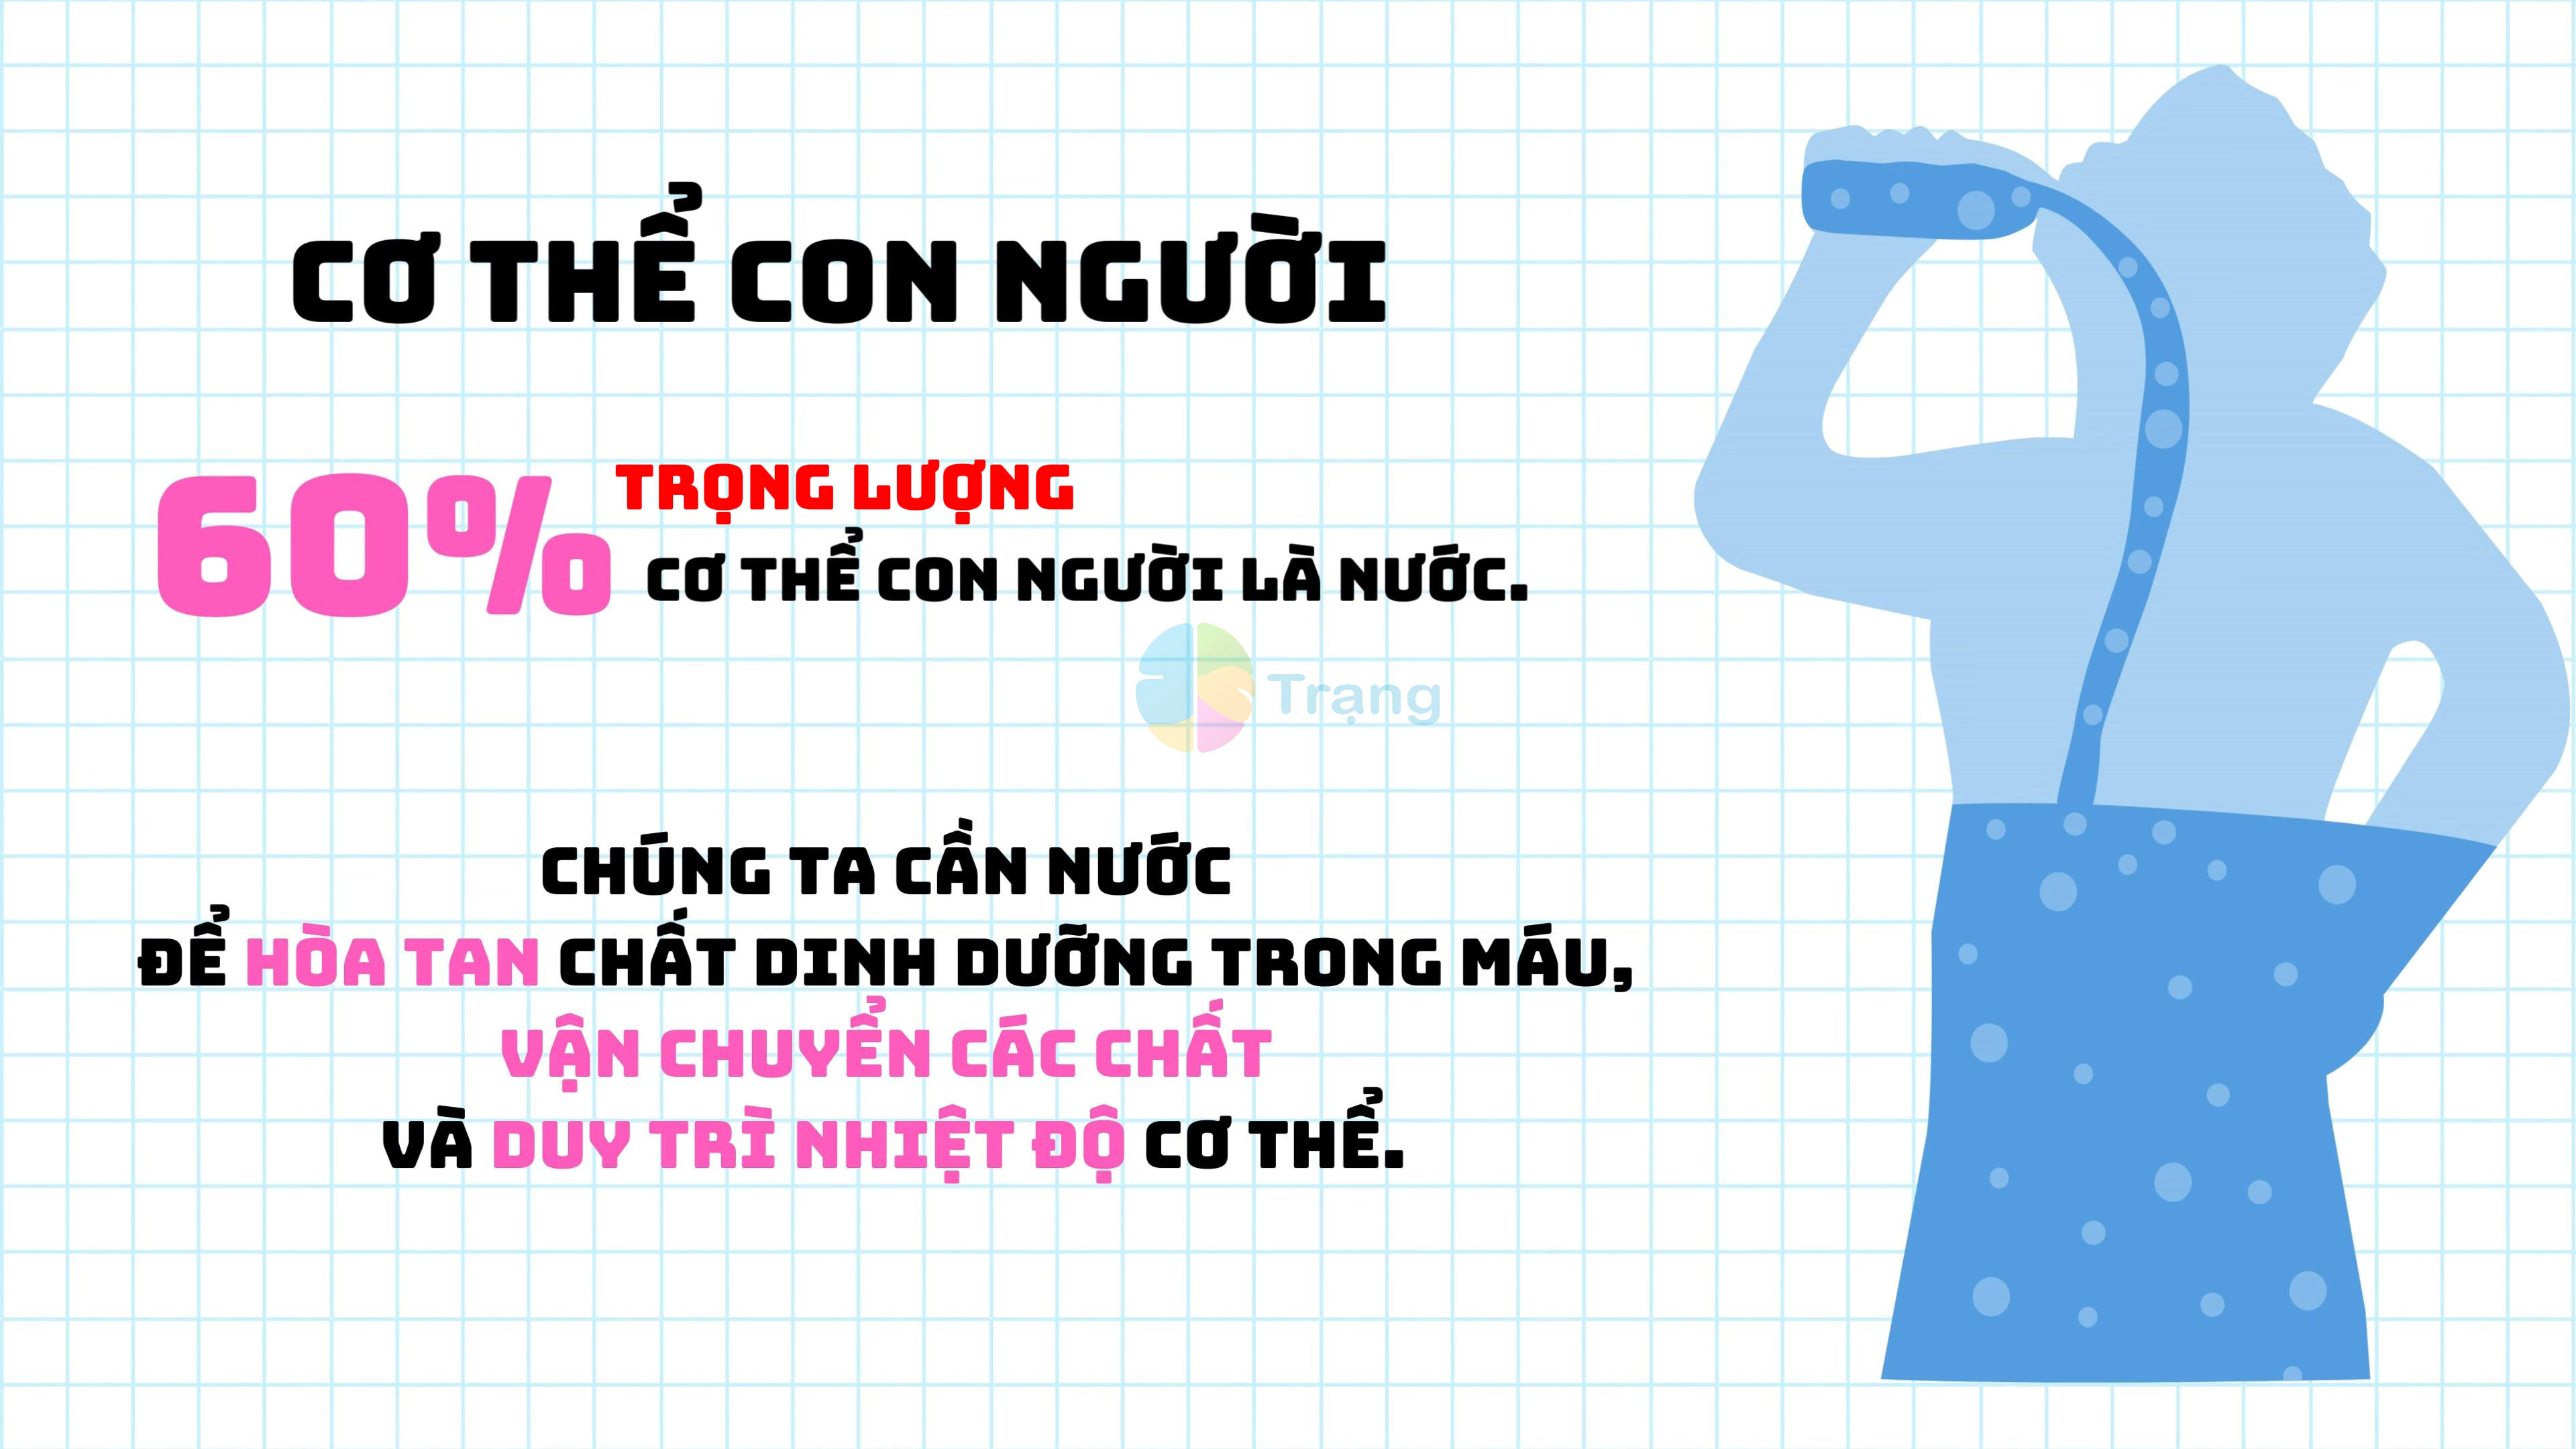 CƠ THỂ CON NGƯỜI
60% TRỌNG LƯỢNG
CƠ THỂ CON NGƯỜI LÀ NƯỚC.
Trạng
CHÚNG TA CẦN NƯỚC
ĐỂ HÒA TAN CHẤT DINH DƯỠNG TRONG MÁU,
VẬN CHUYỂN CÁC CHẤT
VÀ DUY TRÌ NHIỆT ĐỘ CƠ THỂ.